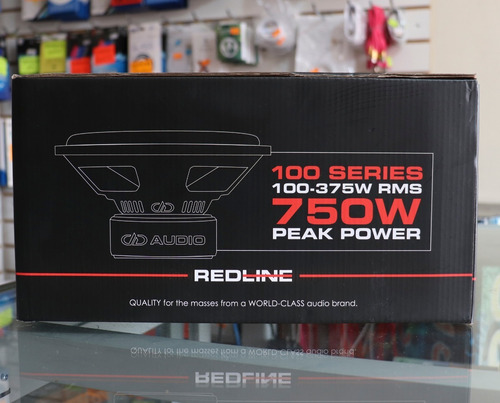 100 SERIES
100-375W RMS
750W
PEAK POWER
dd AUDIO
REDLINE
QUALITY for the masses from a WORLD-CLASS audio brand.